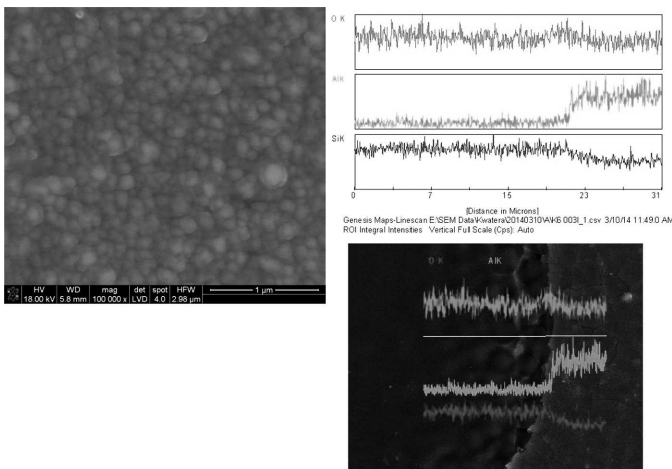 HV WD mag det spot HFW
18.00 kV 5.8 mm 100 000 x LVD 4.0 2.98 µm 1 µm
O K
AlK
SiK
0 7 15 23 31
[Distance in Microns]
Genesis Maps-Linescan E:\SEM Data\Kwatera\20140310\AK6 003l_1.csv 3/10/14 11:49:0 AM
ROI Integral Intensities Vertical Full Scale (Cps): Auto
O K AlK